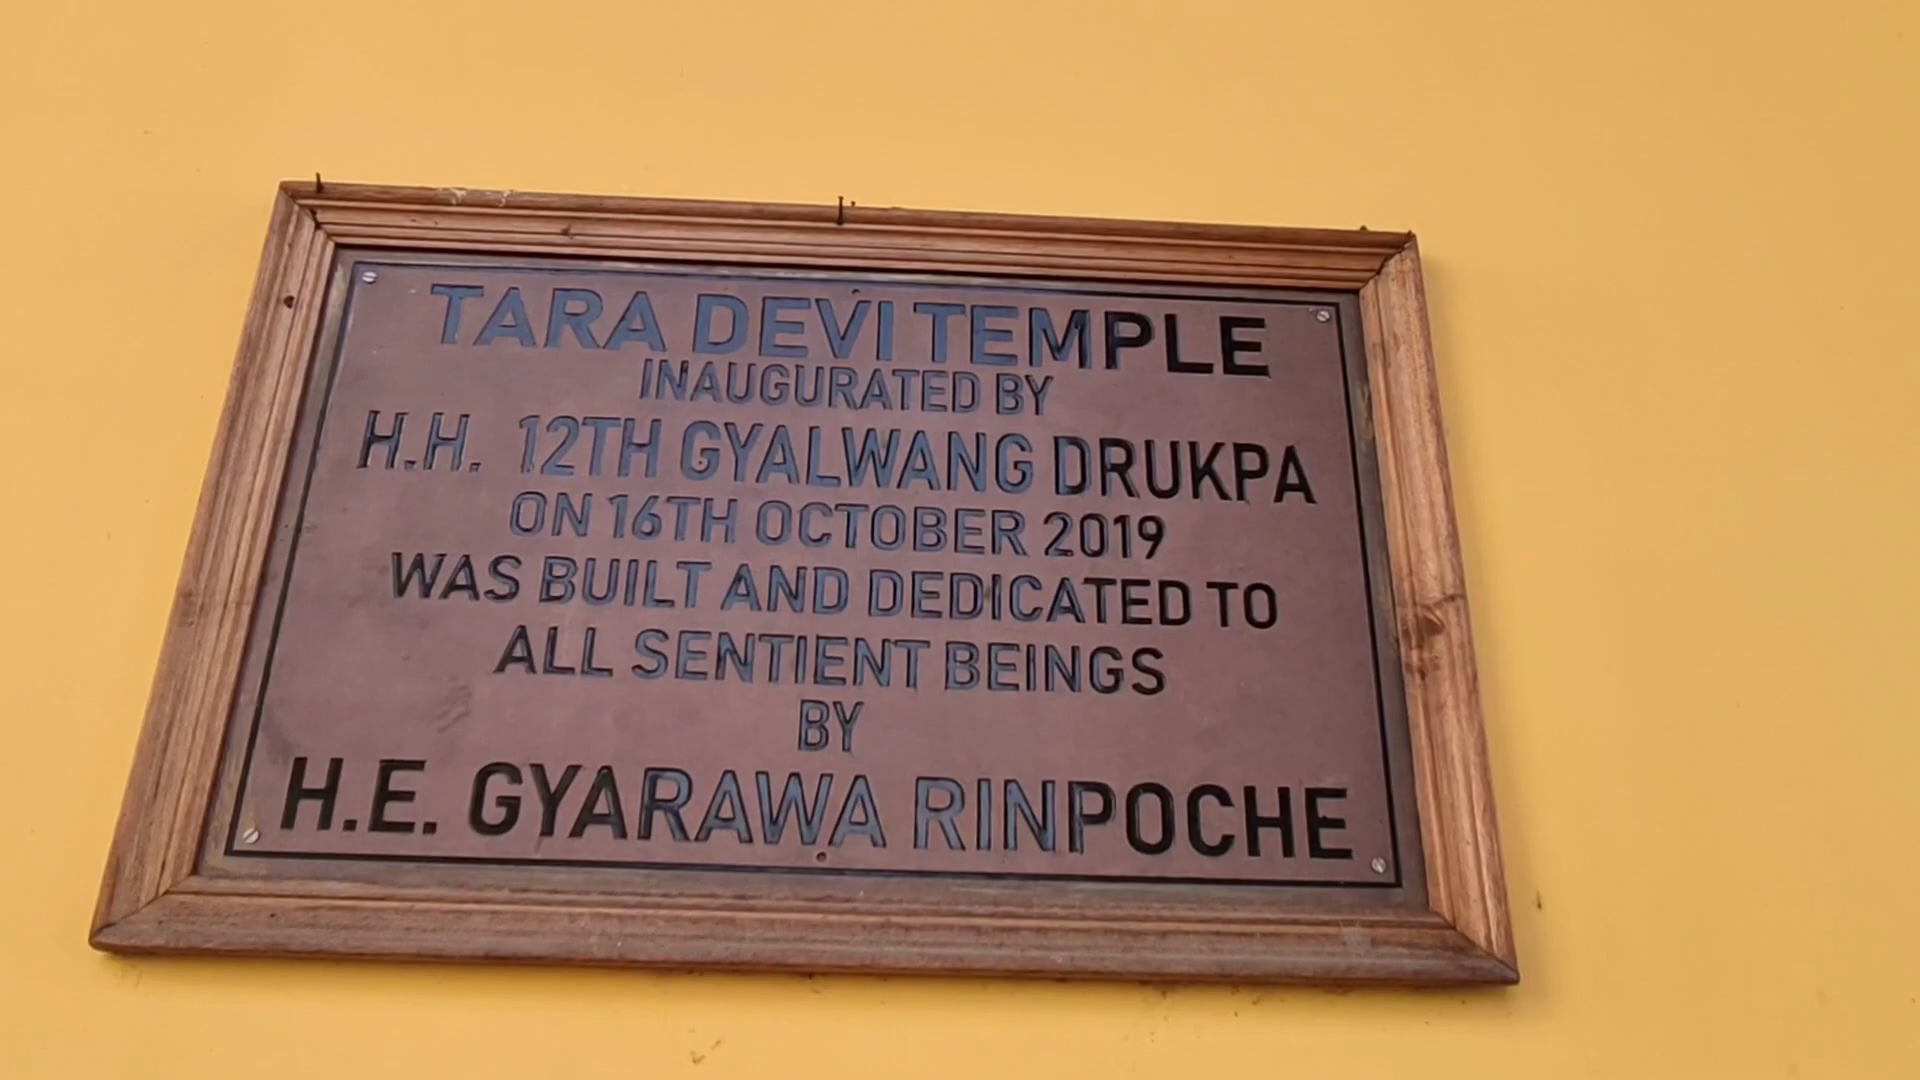 TARA DEVI TEMPLE
INAUGURATED BY
H.H. 12TH GYALWANG DRUKPA
ON 16TH OCTOBER 2019
WAS BUILT AND DEDICATED TO
ALL SENTIENT BEINGS
BY
H.E. GYARAWA RINPOCHE